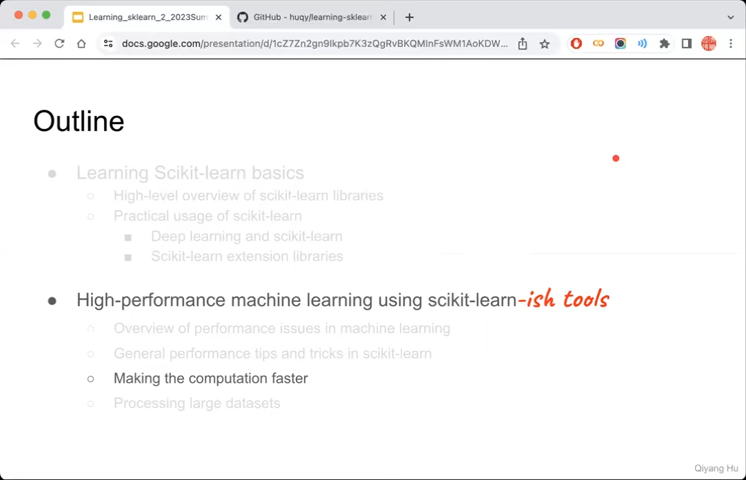 Learning_sklearn_2_2023Sum
GitHub - huqy/learning-sklearn
docs.google.com/presentation/d/1cZ7Zn2gn9Ikpb7K3zQgRvBKQMInFsWM1AoKDW...
Outline
Learning Scikit-learn basics
High-level overview of scikit-learn libraries
Practical usage of scikit-learn
Deep learning and scikit-learn
Scikit-learn extension libraries
High-performance machine learning using scikit-learn-ish tools
Overview of performance issues in machine learning
General performance tips and tricks in scikit-learn
Making the computation faster
Processing large datasets
Qiyang Hu